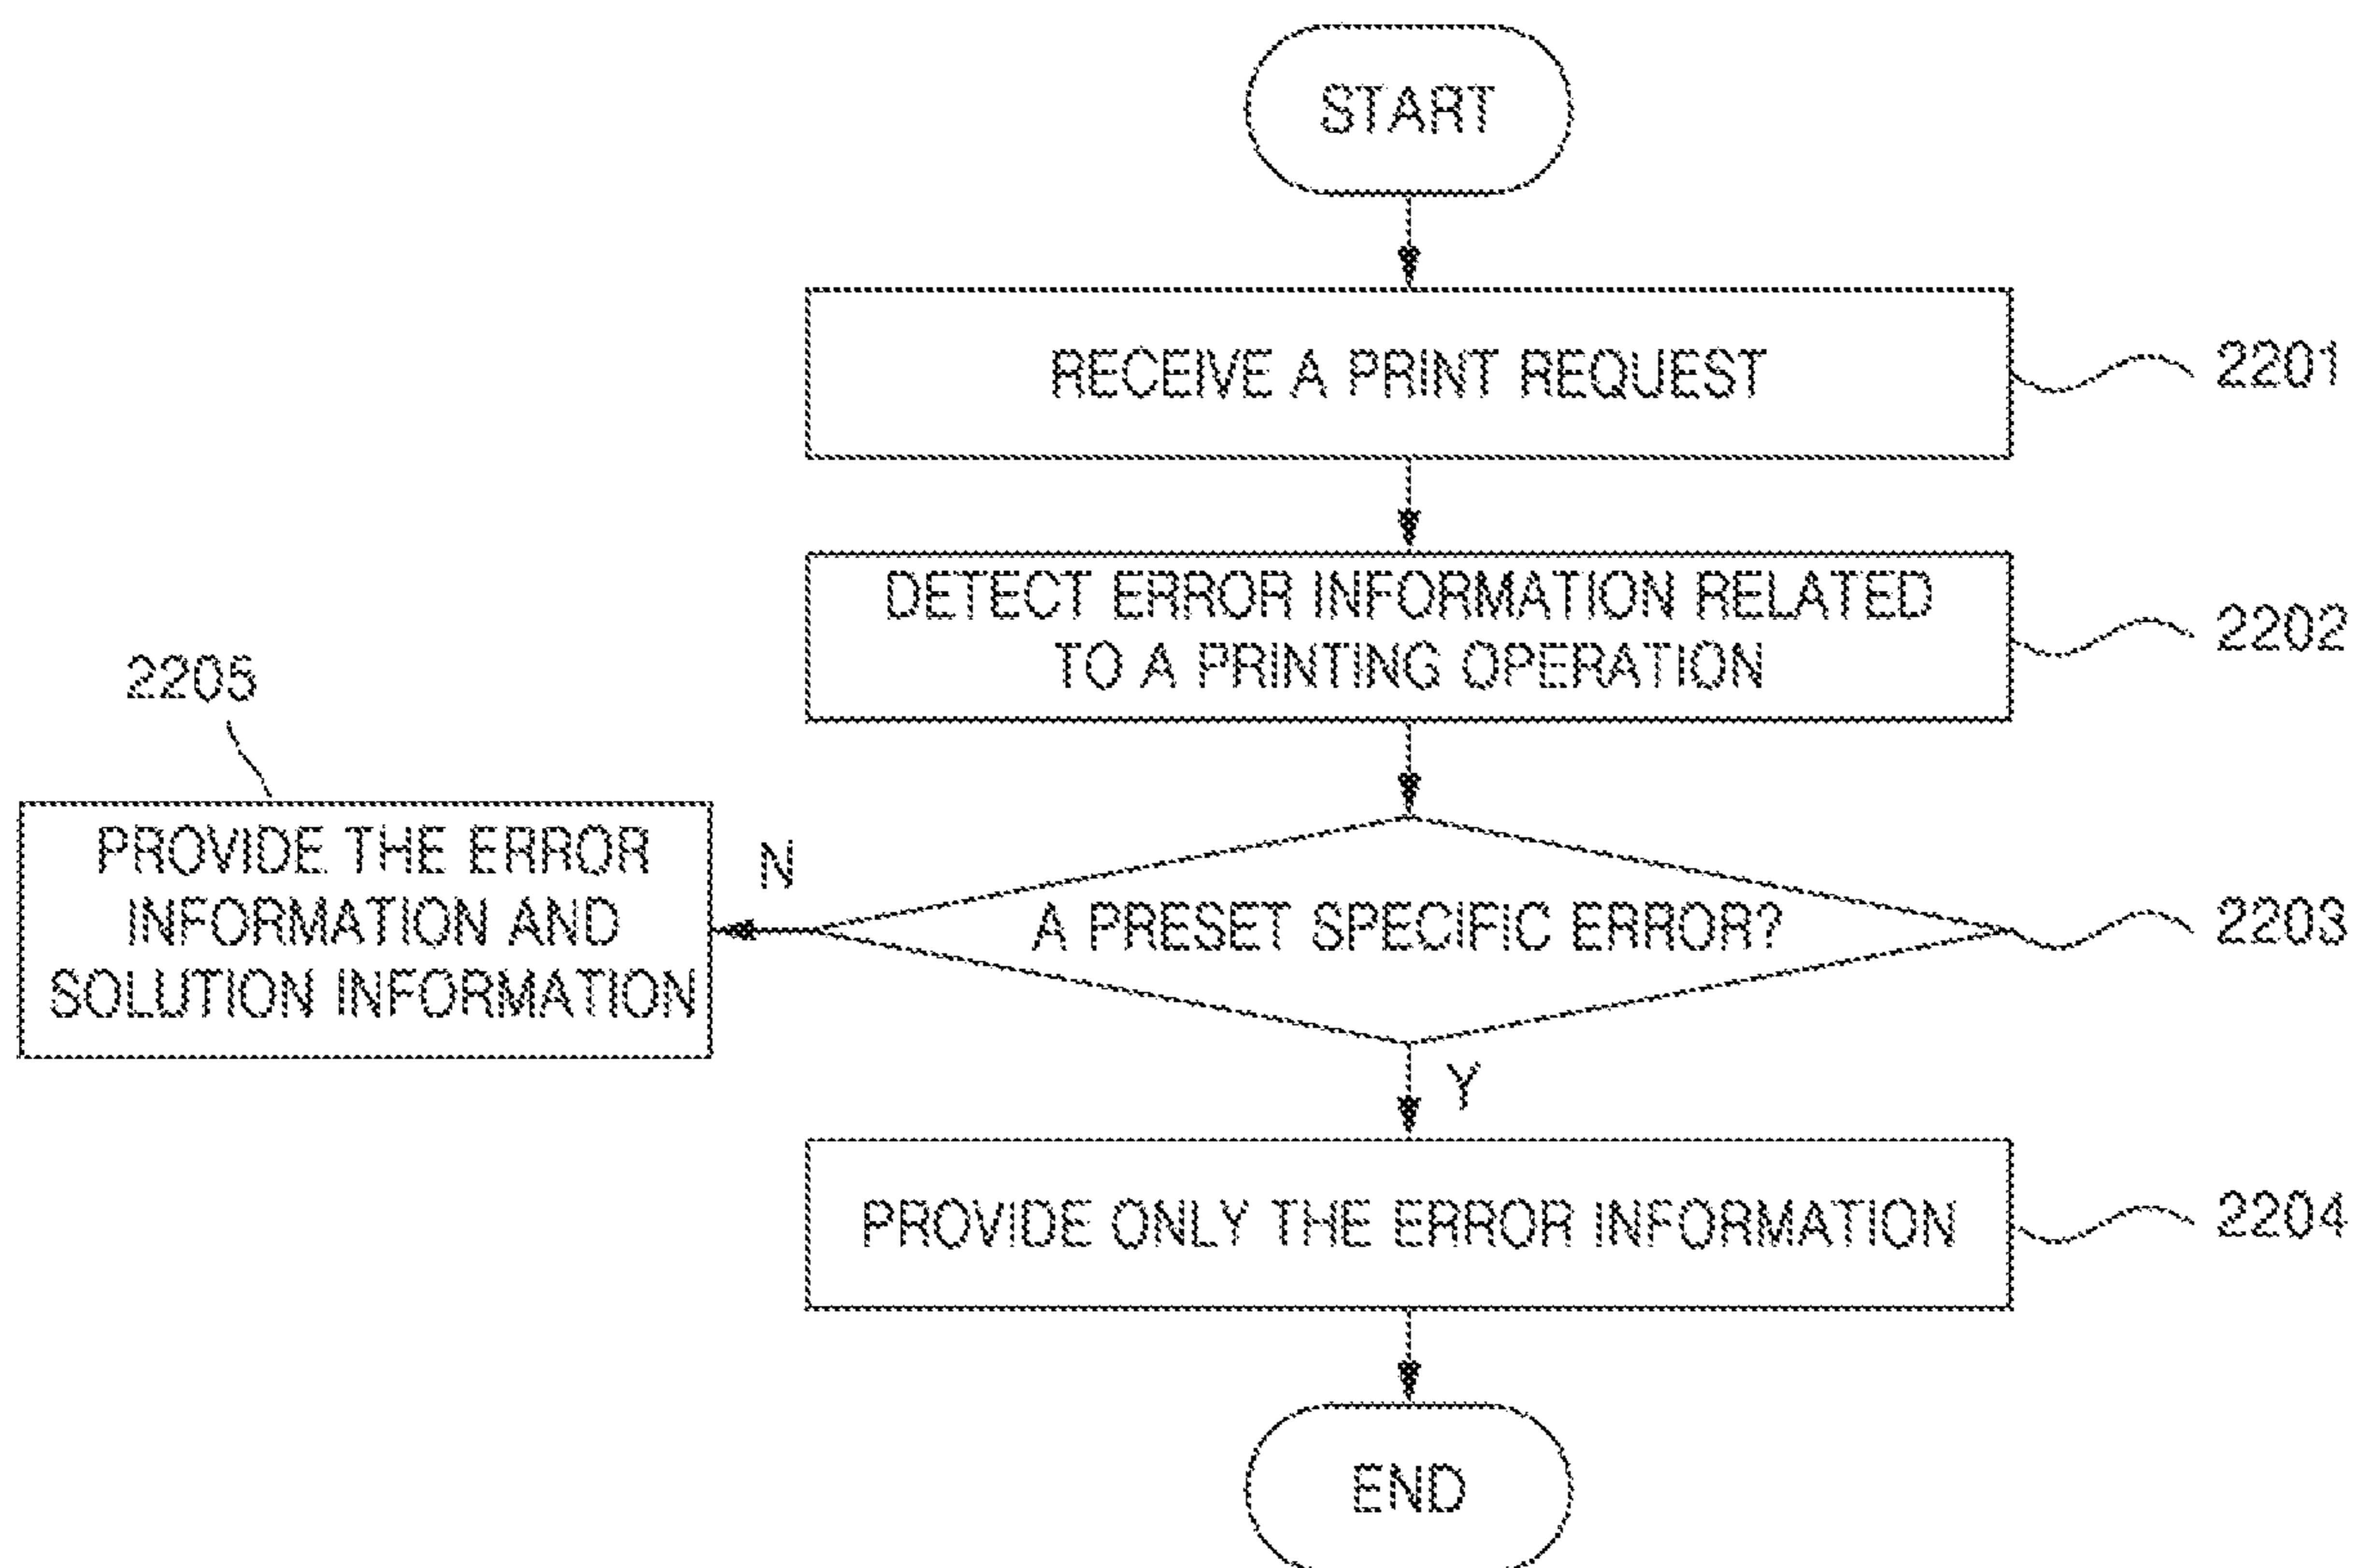 START
RECEIVE A PRINT REQUEST
2201
DETECT ERROR INFORMATION RELATED
TO A PRINTING OPERATION
2202
A PRESET SPECIFIC ERROR?
2203
N
2205
PROVIDE THE ERROR
INFORMATION AND
SOLUTION INFORMATION
Y
PROVIDE ONLY THE ERROR INFORMATION
2204
END